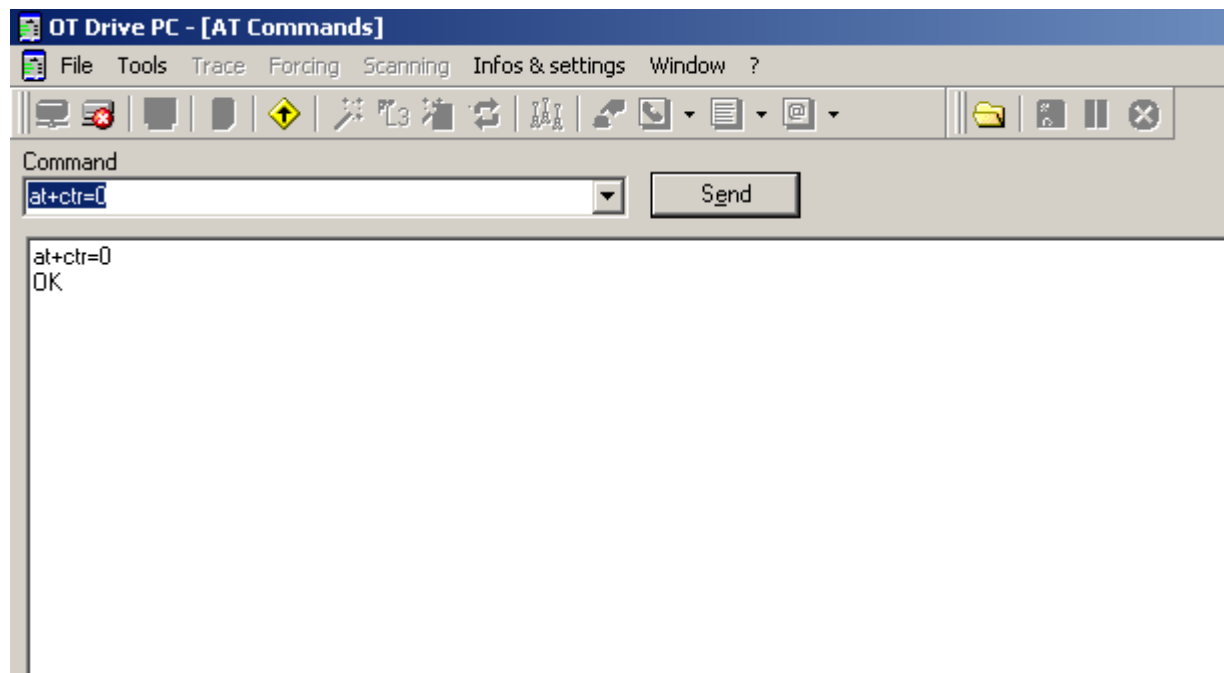 OT Drive PC - [AT Commands]
File Tools Trace Forcing Scanning Infos & settings Window ?
Command
at+ctr=0
Send
at+ctr=0
OK